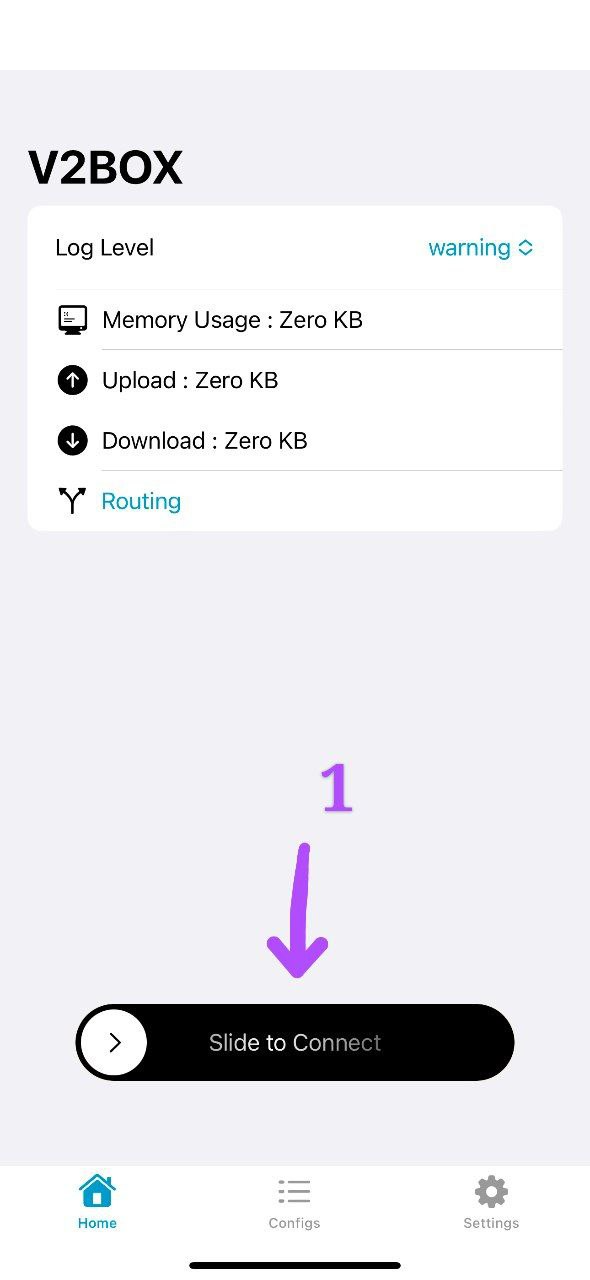 V2BOX
Log Level warning
Memory Usage : Zero KB
Upload : Zero KB
Download : Zero KB
Routing
1
Slide to Connect
Home Configs Settings